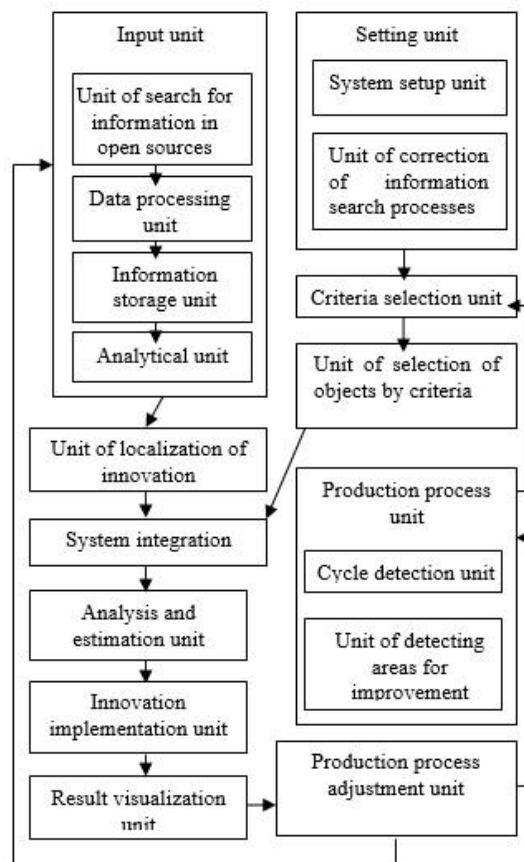 Input unit
Unit of search for
information in
open sources
Data processing
unit
Information
storage unit
Analytical unit
Unit of localization of
innovation
System integration
Analysis and
estimation unit
Innovation
implementation unit
Result visualization
unit
Setting unit
System setup unit
Unit of correction
of information
search processes
Criteria selection unit
Unit of selection of
objects by criteria
Production process
unit
Cycle detection unit
Unit of detecting
areas for
improvement
Production process
adjustment unit